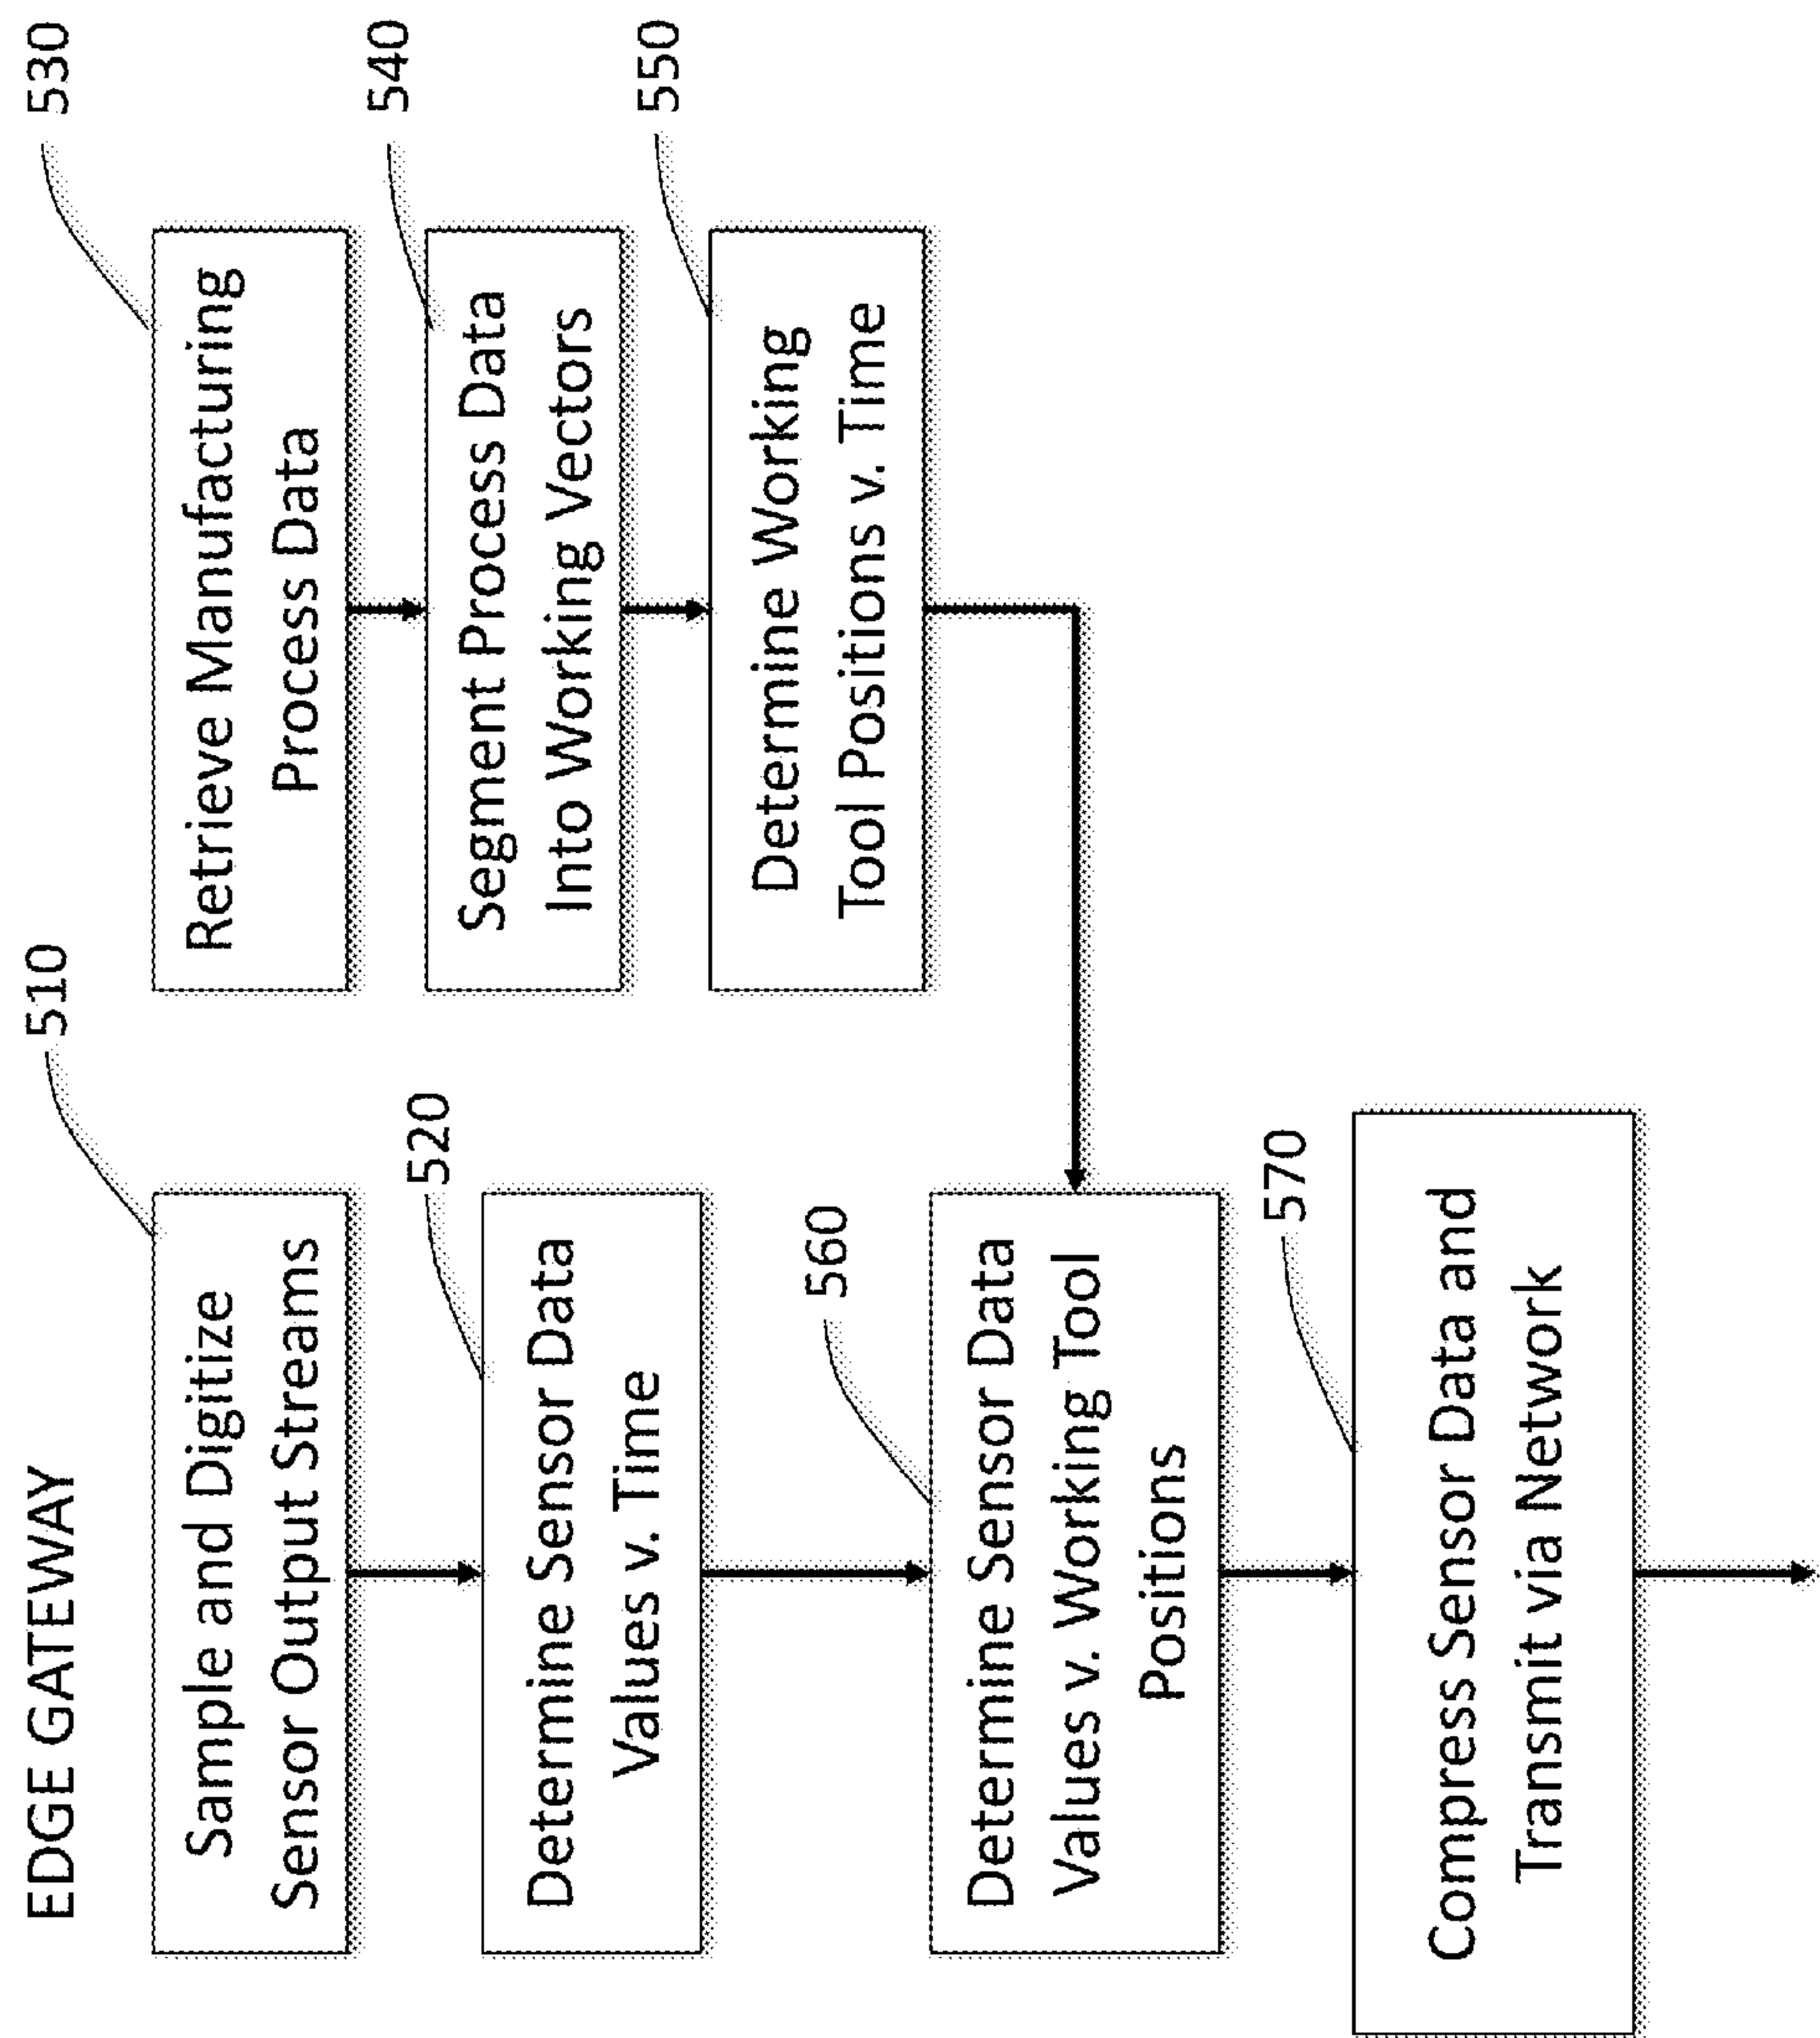 EDGE GATEWAY
510
Sample and Digitize
Sensor Output Streams
520
Determine Sensor Data
Values v. Time
530
Retrieve Manufacturing
Process Data
540
Segment Process Data
Into Working Vectors
550
Determine Working
Tool Positions v. Time
560
Determine Sensor Data
Values v. Working Tool
Positions
570
Compress Sensor Data and
Transmit via Network